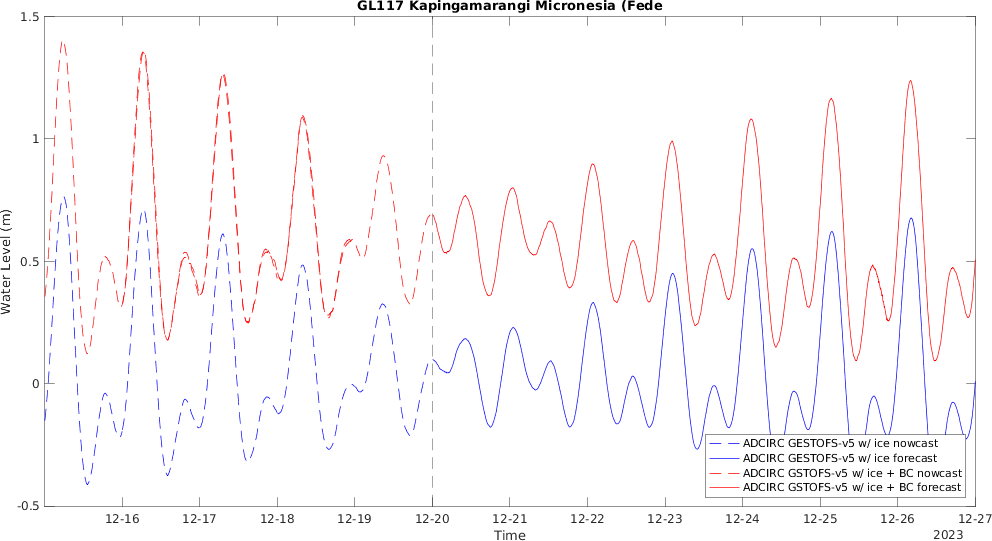 GL117 Kapingamarangi Micronesia (Fede
1.5
1
0.5
0
-0.5
Water Level (m)
12-16
12-17
12-18
12-19
12-20
12-21
12-22
12-23
12-24
12-25
12-26
12-27
Time
2023
ADCIRC GESTOFS-v5 w/ ice nowcast
ADCIRC GESTOFS-v5 w/ ice forecast
ADCIRC GSTOFS-v5 w/ ice + BC nowcast
ADCIRC GSTOFS-v5 w/ ice + BC forecast